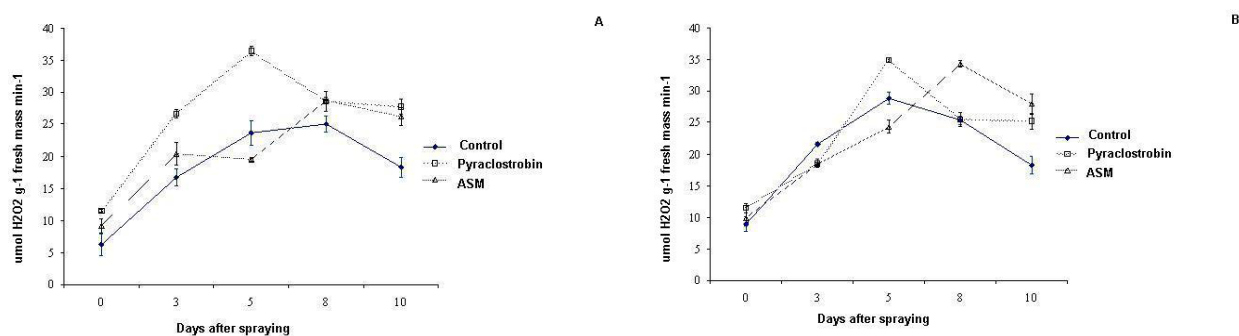 A
umol H2O2 g-1 fresh mass min-1
40
35
30
25
20
15
10
5
0
0 3 5 8 10
Days after spraying
Control
Pyraclostrobin
ASM
B
umol H2O2 g-1 fresh mass min-1
40
35
30
25
20
15
10
5
0
0 3 5 8 10
Days after spraying
Control
Pyraclostrobin
ASM